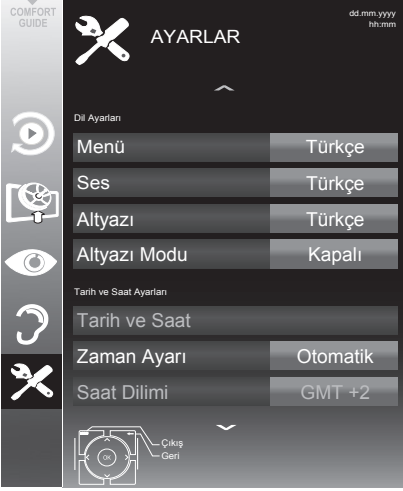 COMFORT
GUIDE
AYARLAR
dd.mm.yyyy
hh:mm
Dil Ayarları
Menü Türkçe
Ses Türkçe
Altyazı Türkçe
Altyazı Modu Kapalı
Tarih ve Saat Ayarları
Tarih ve Saat
Zaman Ayarı Otomatik
Saat Dilimi GMT +2
OK
Çıkış
Geri